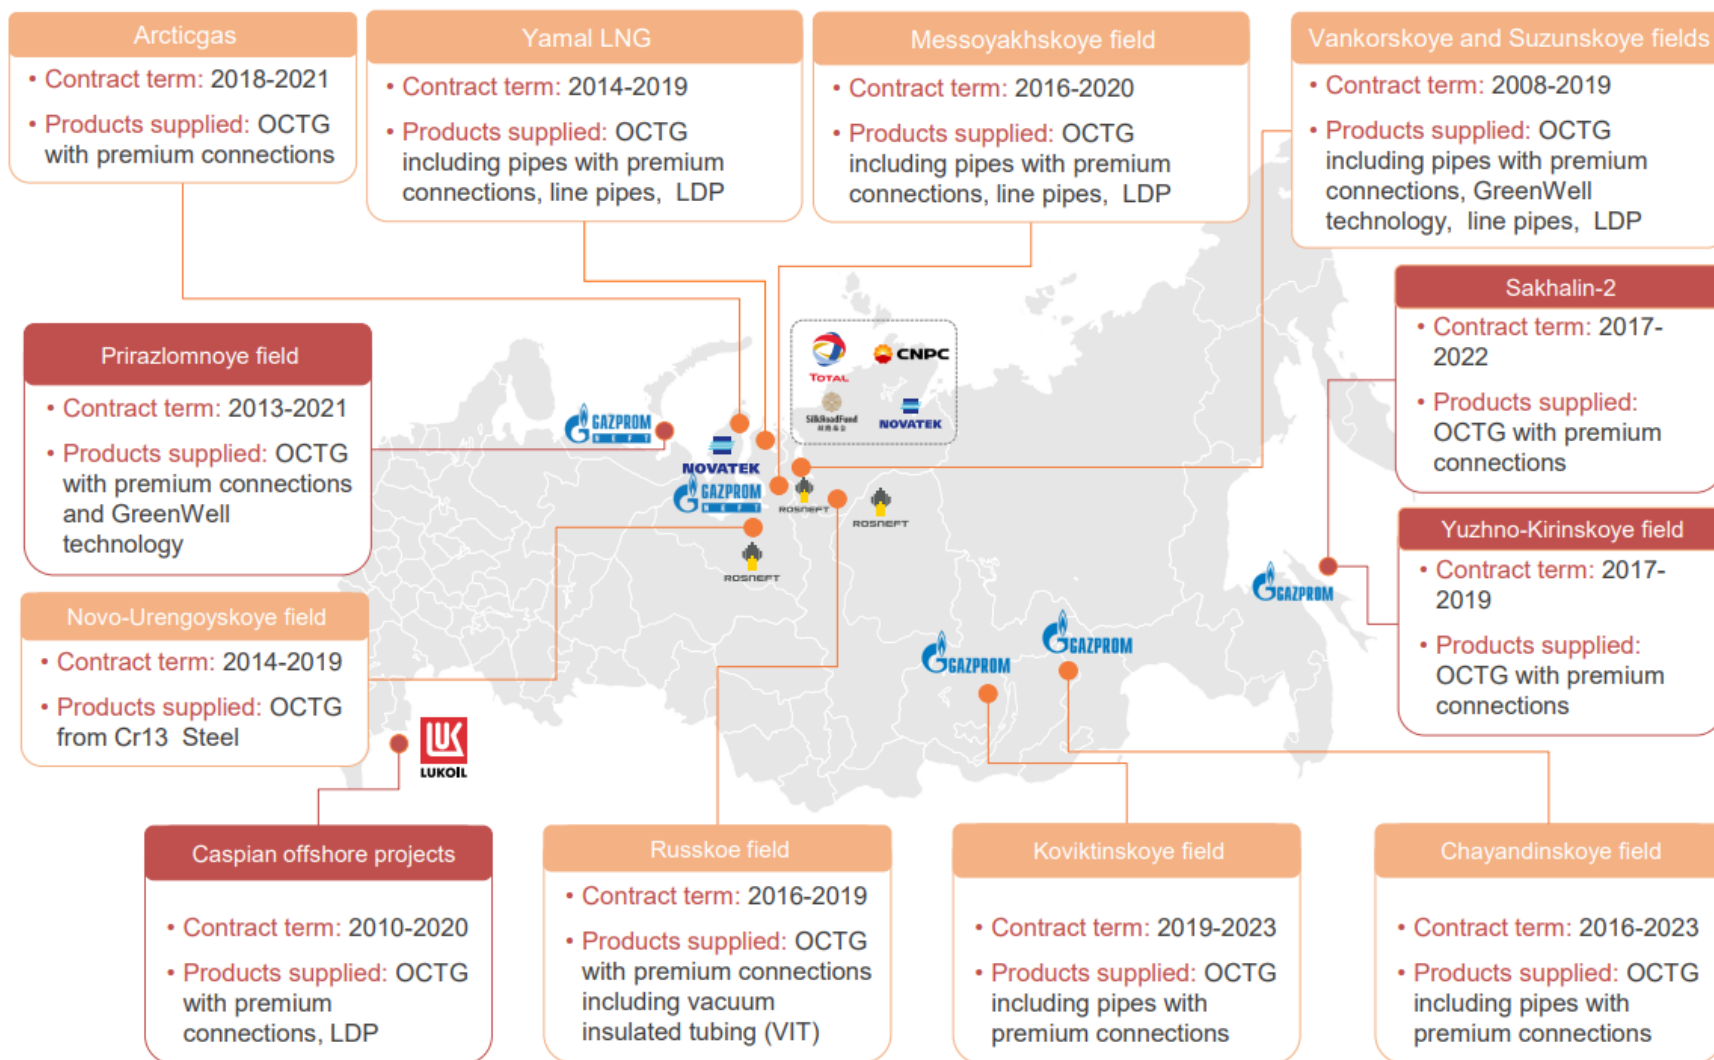 Arcticgas
• Contract term: 2018-2021
• Products supplied: OCTG
with premium connections
Yamal LNG
• Contract term: 2014-2019
• Products supplied: OCTG
including pipes with premium
connections, line pipes, LDP
Messoyakhskoye field
• Contract term: 2016-2020
• Products supplied: OCTG
including pipes with premium
connections, line pipes, LDP
Vankorskoye and Suzunskoye fields
• Contract term: 2008-2019
• Products supplied: OCTG
including pipes with premium
connections, GreenWell
technology, line pipes, LDP
Prirazlomnoye field
• Contract term: 2013-2021
• Products supplied: OCTG
with premium connections
and GreenWell
technology
Sakhalin-2
• Contract term: 2017-
2022
• Products supplied:
OCTG with premium
connections
TOTAL
CNPC
SilkRoadFund
NOVATEK
GAZPROM
NEFT
NOVATEK
GAZPROM
NEFT
ROSNEFT
ROSNEFT
ROSNEFT
Yuzhno-Kirinskoye field
• Contract term: 2017-
2019
• Products supplied:
OCTG with premium
connections
GAZPROM
GAZPROM
GAZPROM
Novo-Urengoyskoye field
• Contract term: 2014-2019
• Products supplied: OCTG
from Cr13 Steel
LUK
LUKOIL
Caspian offshore projects
• Contract term: 2010-2020
• Products supplied: OCTG
with premium
connections, LDP
Russkoe field
• Contract term: 2016-2019
• Products supplied: OCTG
with premium connections
including vacuum
insulated tubing (VIT)
Koviktinskoye field
• Contract term: 2019-2023
• Products supplied: OCTG
including pipes with
premium connections
Chayandinskoye field
• Contract term: 2016-2023
• Products supplied: OCTG
including pipes with
premium connections